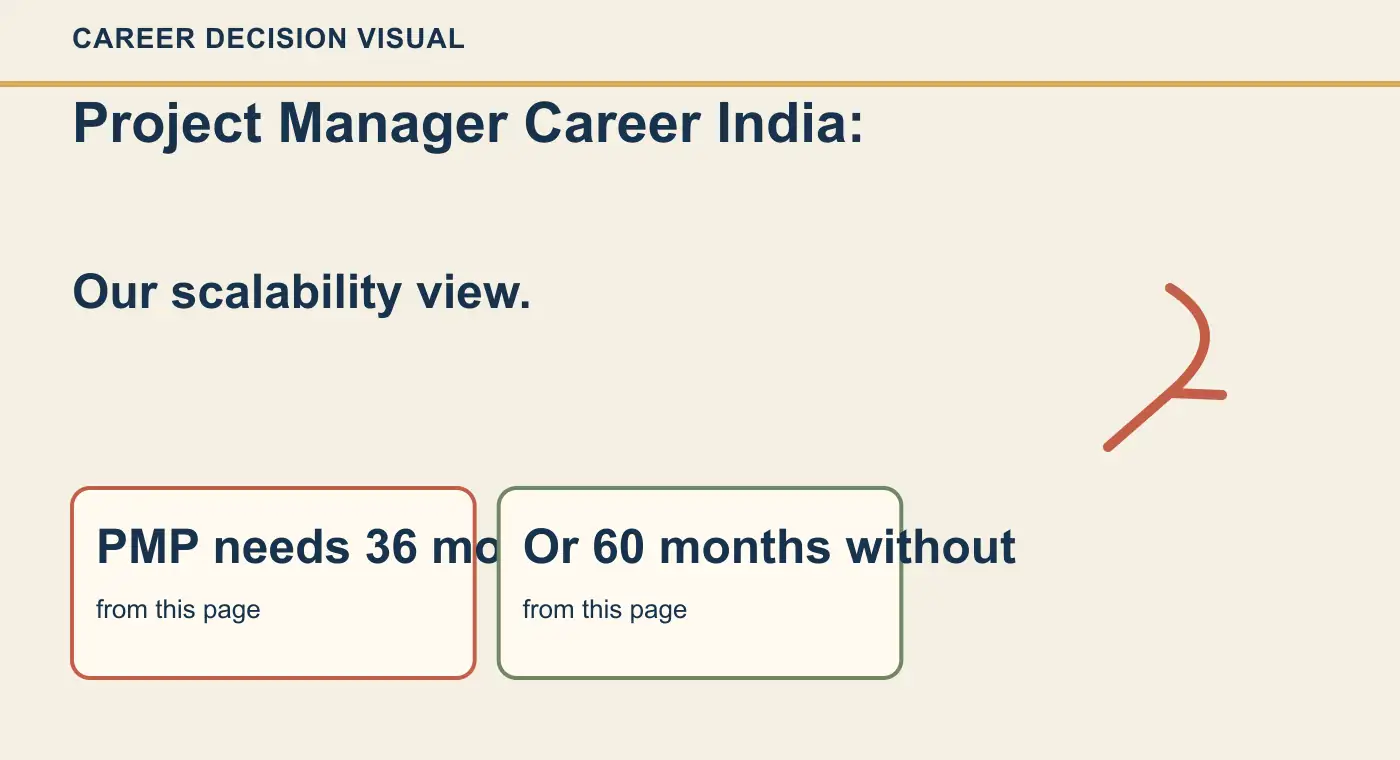 CAREER DECISION VISUAL
Project Manager Career India:
Our scalability view.
PMP needs 36 mo
from this page
Or 60 months without
from this page